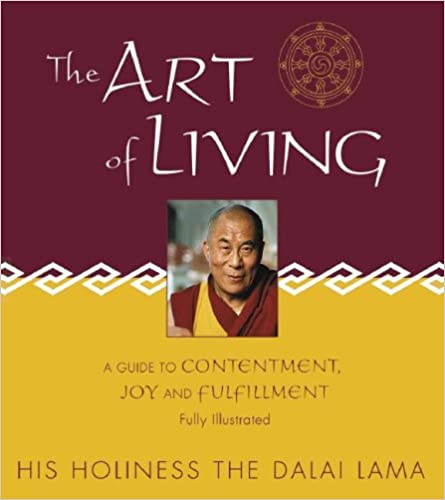 The ART
of LIVING
A GUIDE TO CONTENTMENT,
JOY AND FULFILLMENT
Fully Illustrated
HIS HOLINESS THE DALAI LAMA